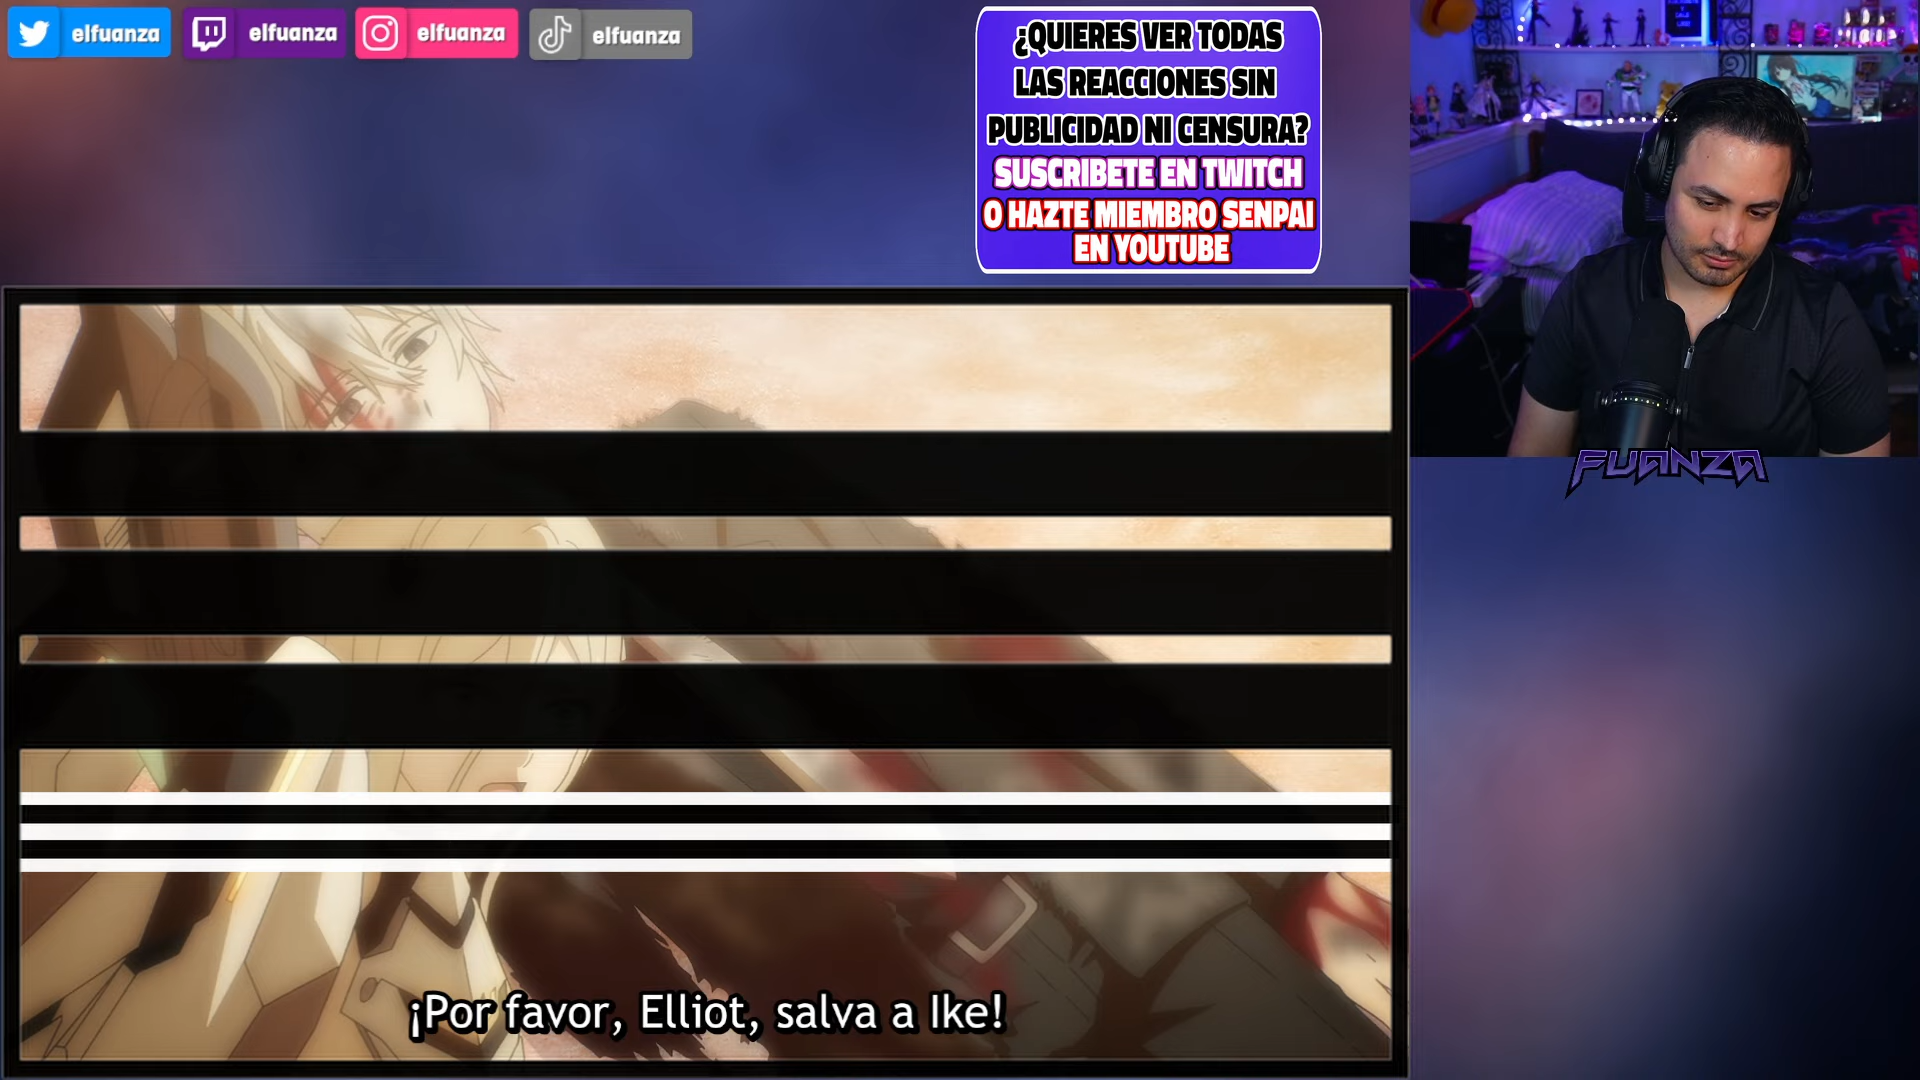 elfuanza
elfuanza
elfuanza
elfuanza
¿QUIERES VER TODAS
LAS REACCIONES SIN
PUBLICIDAD NI CENSURA?
SUSCRIBETE EN TWITCH
O HAZTE MIEMBRO SENPAI
EN YOUTUBE
FUANZA
¡Por favor, Elliot, salva a Ike!